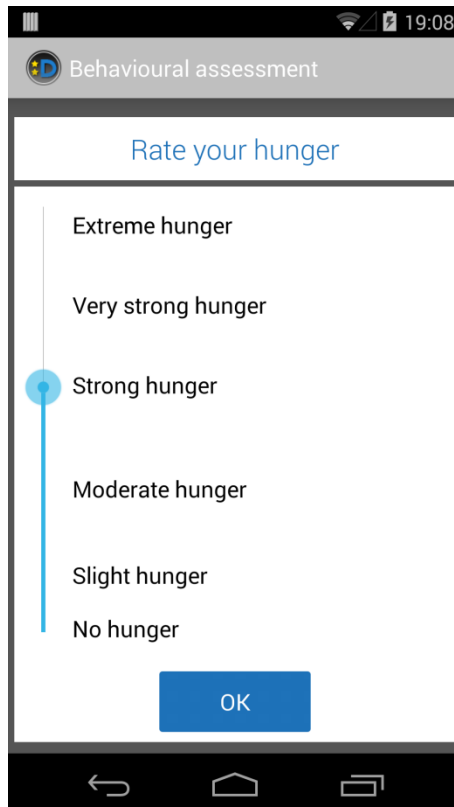 19:08
D Behavioural assessment
Rate your hunger
Extreme hunger
Very strong hunger
Strong hunger
Moderate hunger
Slight hunger
No hunger
OK